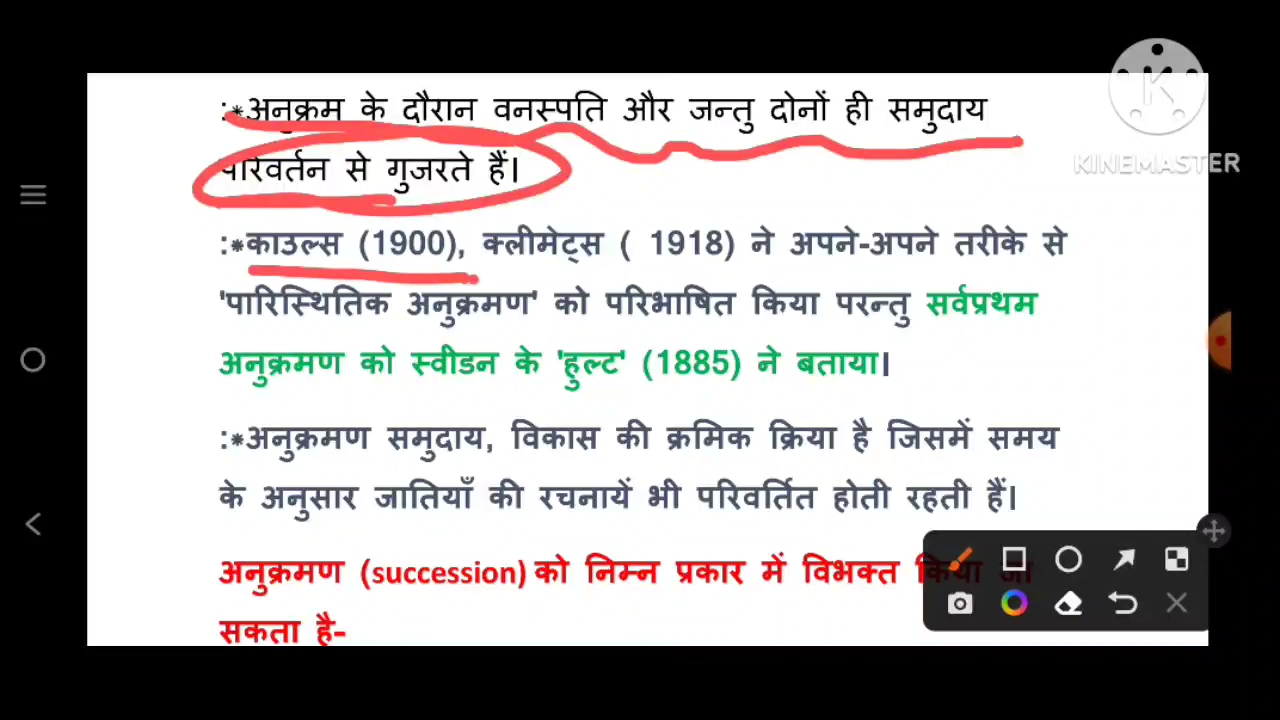 :*अनुक्रम के दौरान वनस्पति और जन्तु दोनों ही समुदाय
परिवर्तन से गुजरते हैं।
:*काउल्स (1900), क्लीमेट्स ( 1918) ने अपने-अपने तरीके से
'पारिस्थितिक अनुक्रमण' को परिभाषित किया परन्तु सर्वप्रथम
अनुक्रमण को स्वीडन के 'हुल्ट' (1885) ने बताया।
:*अनुक्रमण समुदाय, विकास की क्रमिक क्रिया है जिसमें समय
के अनुसार जातियाँ की रचनायें भी परिवर्तित होती रहती हैं।
अनुक्रमण (succession) को निम्न प्रकार में विभक्त किया जा
सकता है-
KINEMASTER